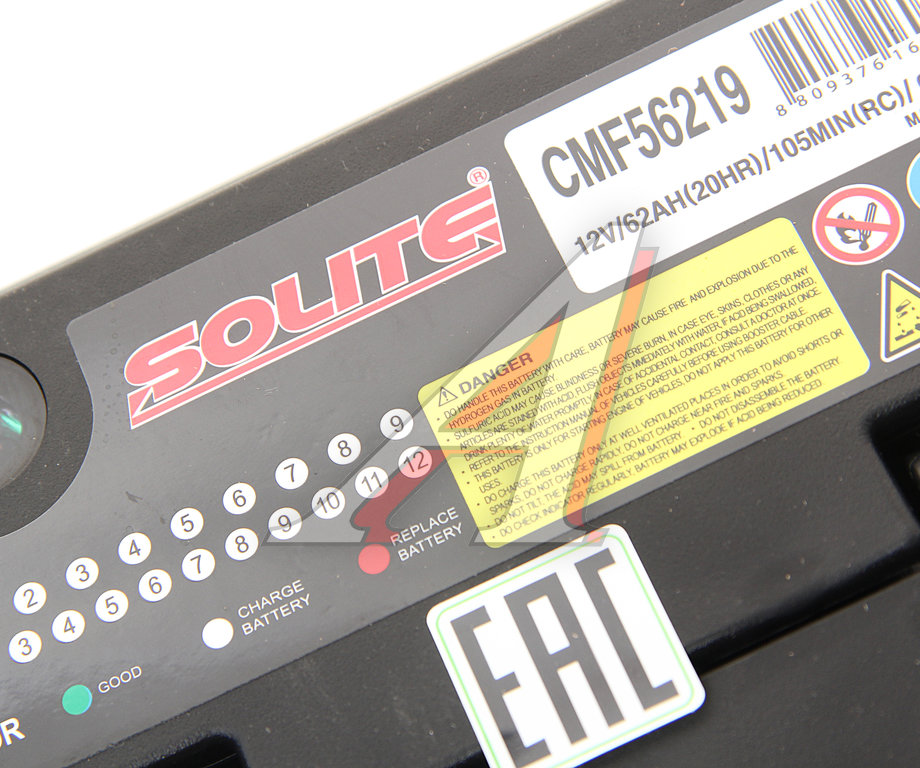 CMF56219
8 809376 16
12V/62AH(20HR)/105MIN(RC)/
SOLITE®
DANGER
• DO HANDLE THIS BATTERY WITH CARE, BATTERY MAY CAUSE FIRE AND EXPLOSION DUE TO THE
HYDROGEN GAS IN BATTERY.
• SULFURIC ACID MAY CAUSE BLINDNESS OR SEVERE BURN, IN CASE EYE, SKINS, CLOTHES OR ANY
ARTICLES ARE STAINED WITH ACID, OBJECTS IMMEDIATELY WITH WATER, IF ACID BEING SWALLOWED,
DRINK PLENTY OF WATER PROMPTLY. IN CASE OF ACCIDENTAL CONTACT, CONSULT A DOCTOR AT ONCE.
• REFER TO THE INSTRUCTION MANUAL OF VEHICLES CAREFULLY BEFORE USING BOOSTER CABLE.
• THIS BATTERY IS ONLY FOR STARTING ENGINE OF VEHICLES, DO NOT APPLY THIS BATTERY FOR OTHER
USES.
• DO CHARGE THIS BATTERY ONLY AT WELL VENTILATED PLACES IN ORDER TO AVOID SHORTS OR
SPARKS. DO NOT CHARGE RAPIDLY, DO NOT CHARGE NEAR FIRE AND SPARKS.
• DO NOT TILT, THE ACID MAY SPILL FROM BATTERY • DO NOT DISASSEMBLE THE BATTERY.
• DO CHECK INDICATOR REGULARLY. BATTERY MAY EXPLODE IF ACID BEING REDUCED
2 3 4 5 6 7 8 9
3 4 5 6 7 8 9 10 11 12
GOOD
CHARGE
BATTERY
REPLACE
BATTERY
OR
EAC